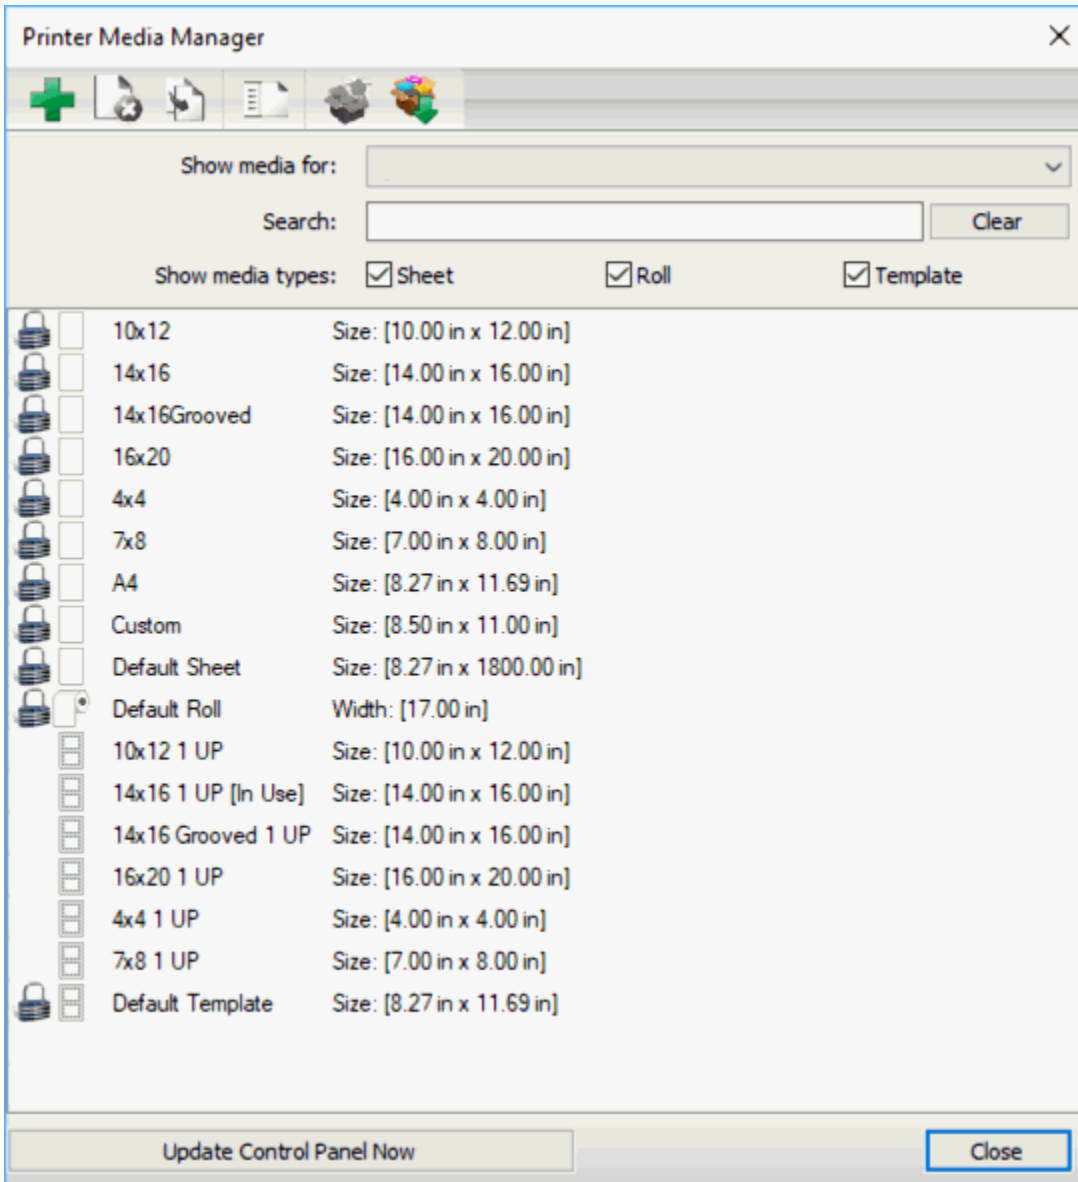 Printer Media Manager
Show media for:
Search: Clear
Show media types: Sheet Roll Template
10x12 Size: [10.00 in x 12.00 in]
14x16 Size: [14.00 in x 16.00 in]
14x16Grooved Size: [14.00 in x 16.00 in]
16x20 Size: [16.00 in x 20.00 in]
4x4 Size: [4.00 in x 4.00 in]
7x8 Size: [7.00 in x 8.00 in]
A4 Size: [8.27 in x 11.69 in]
Custom Size: [8.50 in x 11.00 in]
Default Sheet Size: [8.27 in x 1800.00 in]
Default Roll Width: [17.00 in]
10x12 1 UP Size: [10.00 in x 12.00 in]
14x16 1 UP [In Use] Size: [14.00 in x 16.00 in]
14x16 Grooved 1 UP Size: [14.00 in x 16.00 in]
16x20 1 UP Size: [16.00 in x 20.00 in]
4x4 1 UP Size: [4.00 in x 4.00 in]
7x8 1 UP Size: [7.00 in x 8.00 in]
Default Template Size: [8.27 in x 11.69 in]
Update Control Panel Now Close